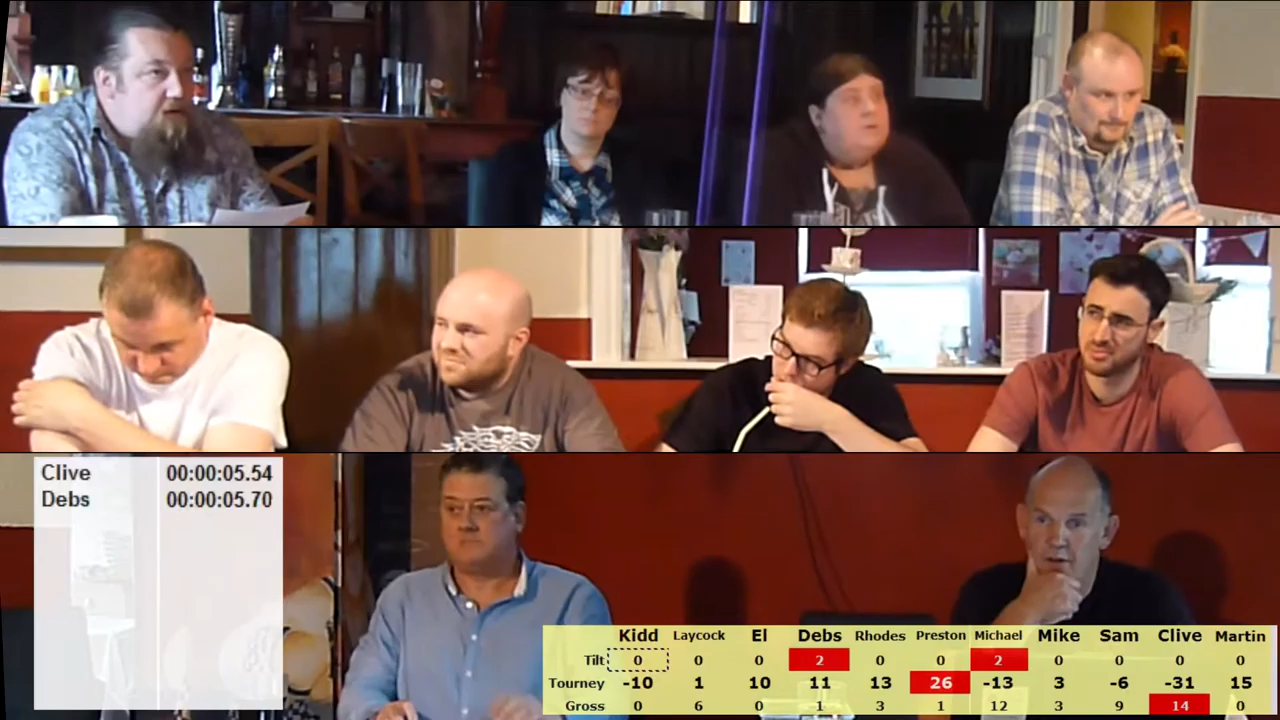 Clive 00:00:05.54
Debs 00:00:05.70
Kidd Laycock El Debs Rhodes Preston Michael Mike Sam Clive Martin
Tilt 0 0 0 2 0 0 2 0 0 0 0
Tourney -10 1 10 11 13 26 -13 3 -6 -31 15
Gross 0 6 0 1 3 1 12 3 9 14 0